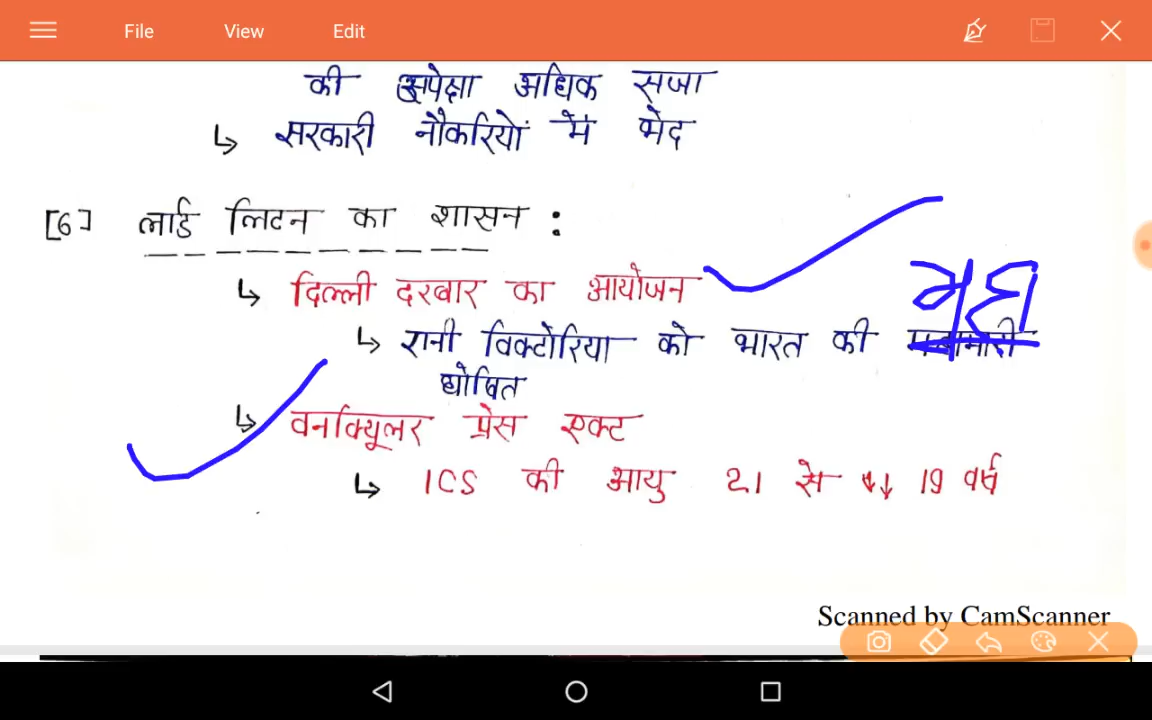 File View Edit
की अपेक्षा अधिक सजा
↳ सरकारी नौकरियों में भेद
[6] लार्ड लिटन का शासन :
↳ दिल्ली दरबार का आयोजन
↳ रानी विक्टोरिया को भारत की
घोषित
↳ वर्नाक्यूलर प्रेस एक्ट
↳ ICS की आयु 21 से ↓↓ 19 वर्ष
Scanned by CamScanner